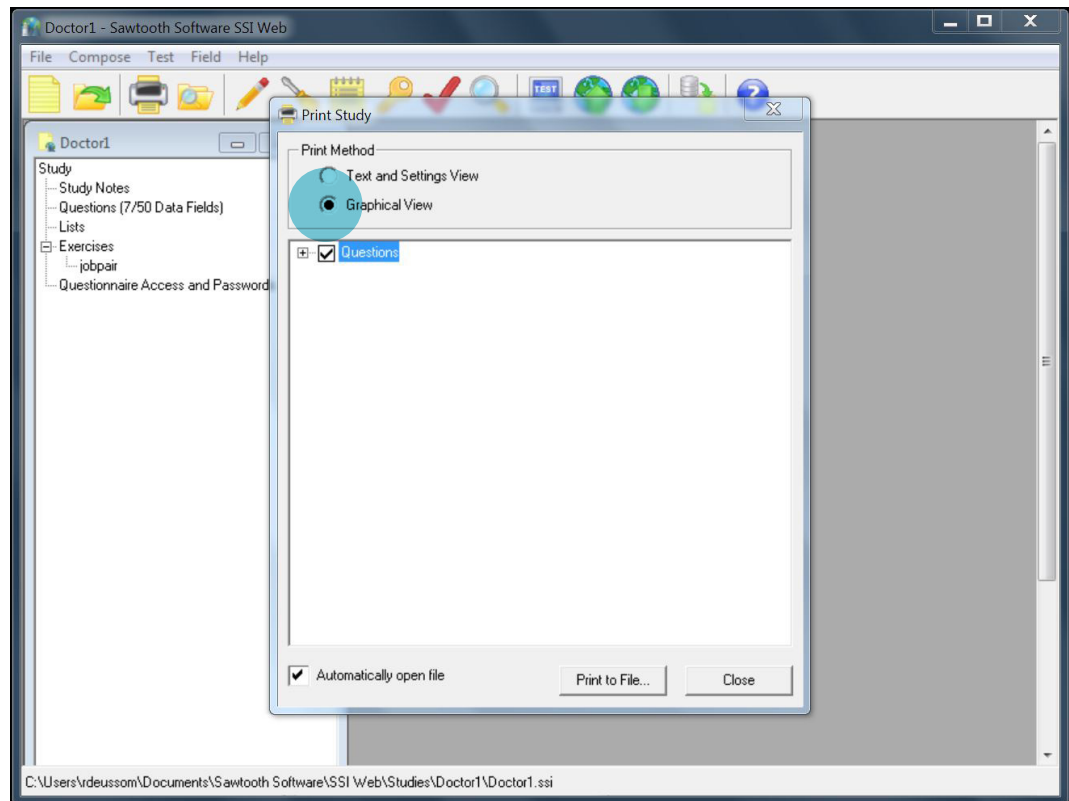 Doctor1 - Sawtooth Software SSI Web
File Compose Test Field Help
TEST
Print Study
Doctor1
Study
Study Notes
Questions (7/50 Data Fields)
Lists
Exercises
jobpair
Questionnaire Access and Password
Print Method
Text and Settings View
Graphical View
Questions
Automatically open file
Print to File...
Close
C:\Users\rdeussom\Documents\Sawtooth Software\SSI Web\Studies\Doctor1\Doctor1.ssi